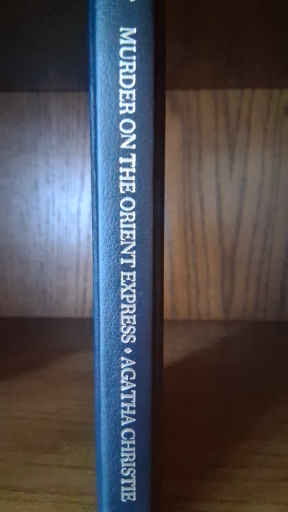 MURDER ON THE ORIENT EXPRESS • AGATHA CHRISTIE